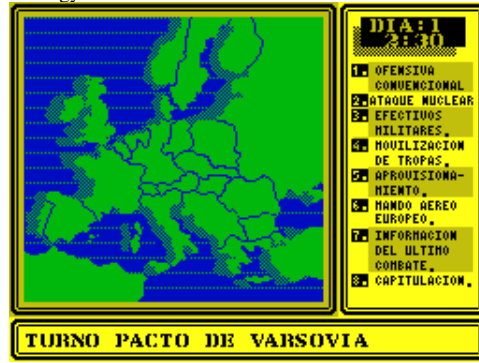 DIA:1
2:30
1. OFENSIVA
CONVENCIONAL
2. ATAQUE NUCLEAR
3. EFECTIVOS
MILITARES.
4. MOVILIZACION
DE TROPAS.
5. APROVISIONA-
MIENTO.
6. MANDO AEREO
EUROPEO.
7. INFORMACION
DEL ULTIMO
COMBATE.
8. CAPITULACION.
TURNO PACTO DE VARSOVIA